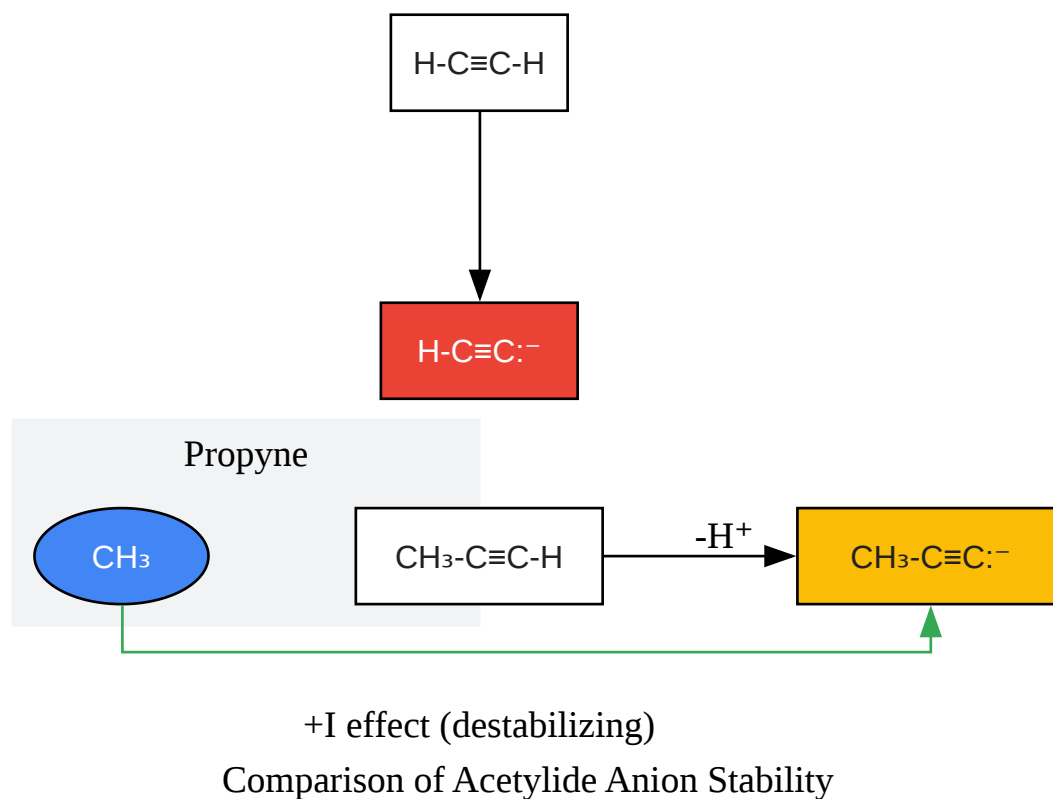 H-C≡C-H
H-C≡C:⁻
Propyne
CH₃
CH₃-C≡C-H
-H⁺
CH₃-C≡C:⁻
+I effect (destabilizing)
Comparison of Acetylide Anion Stability